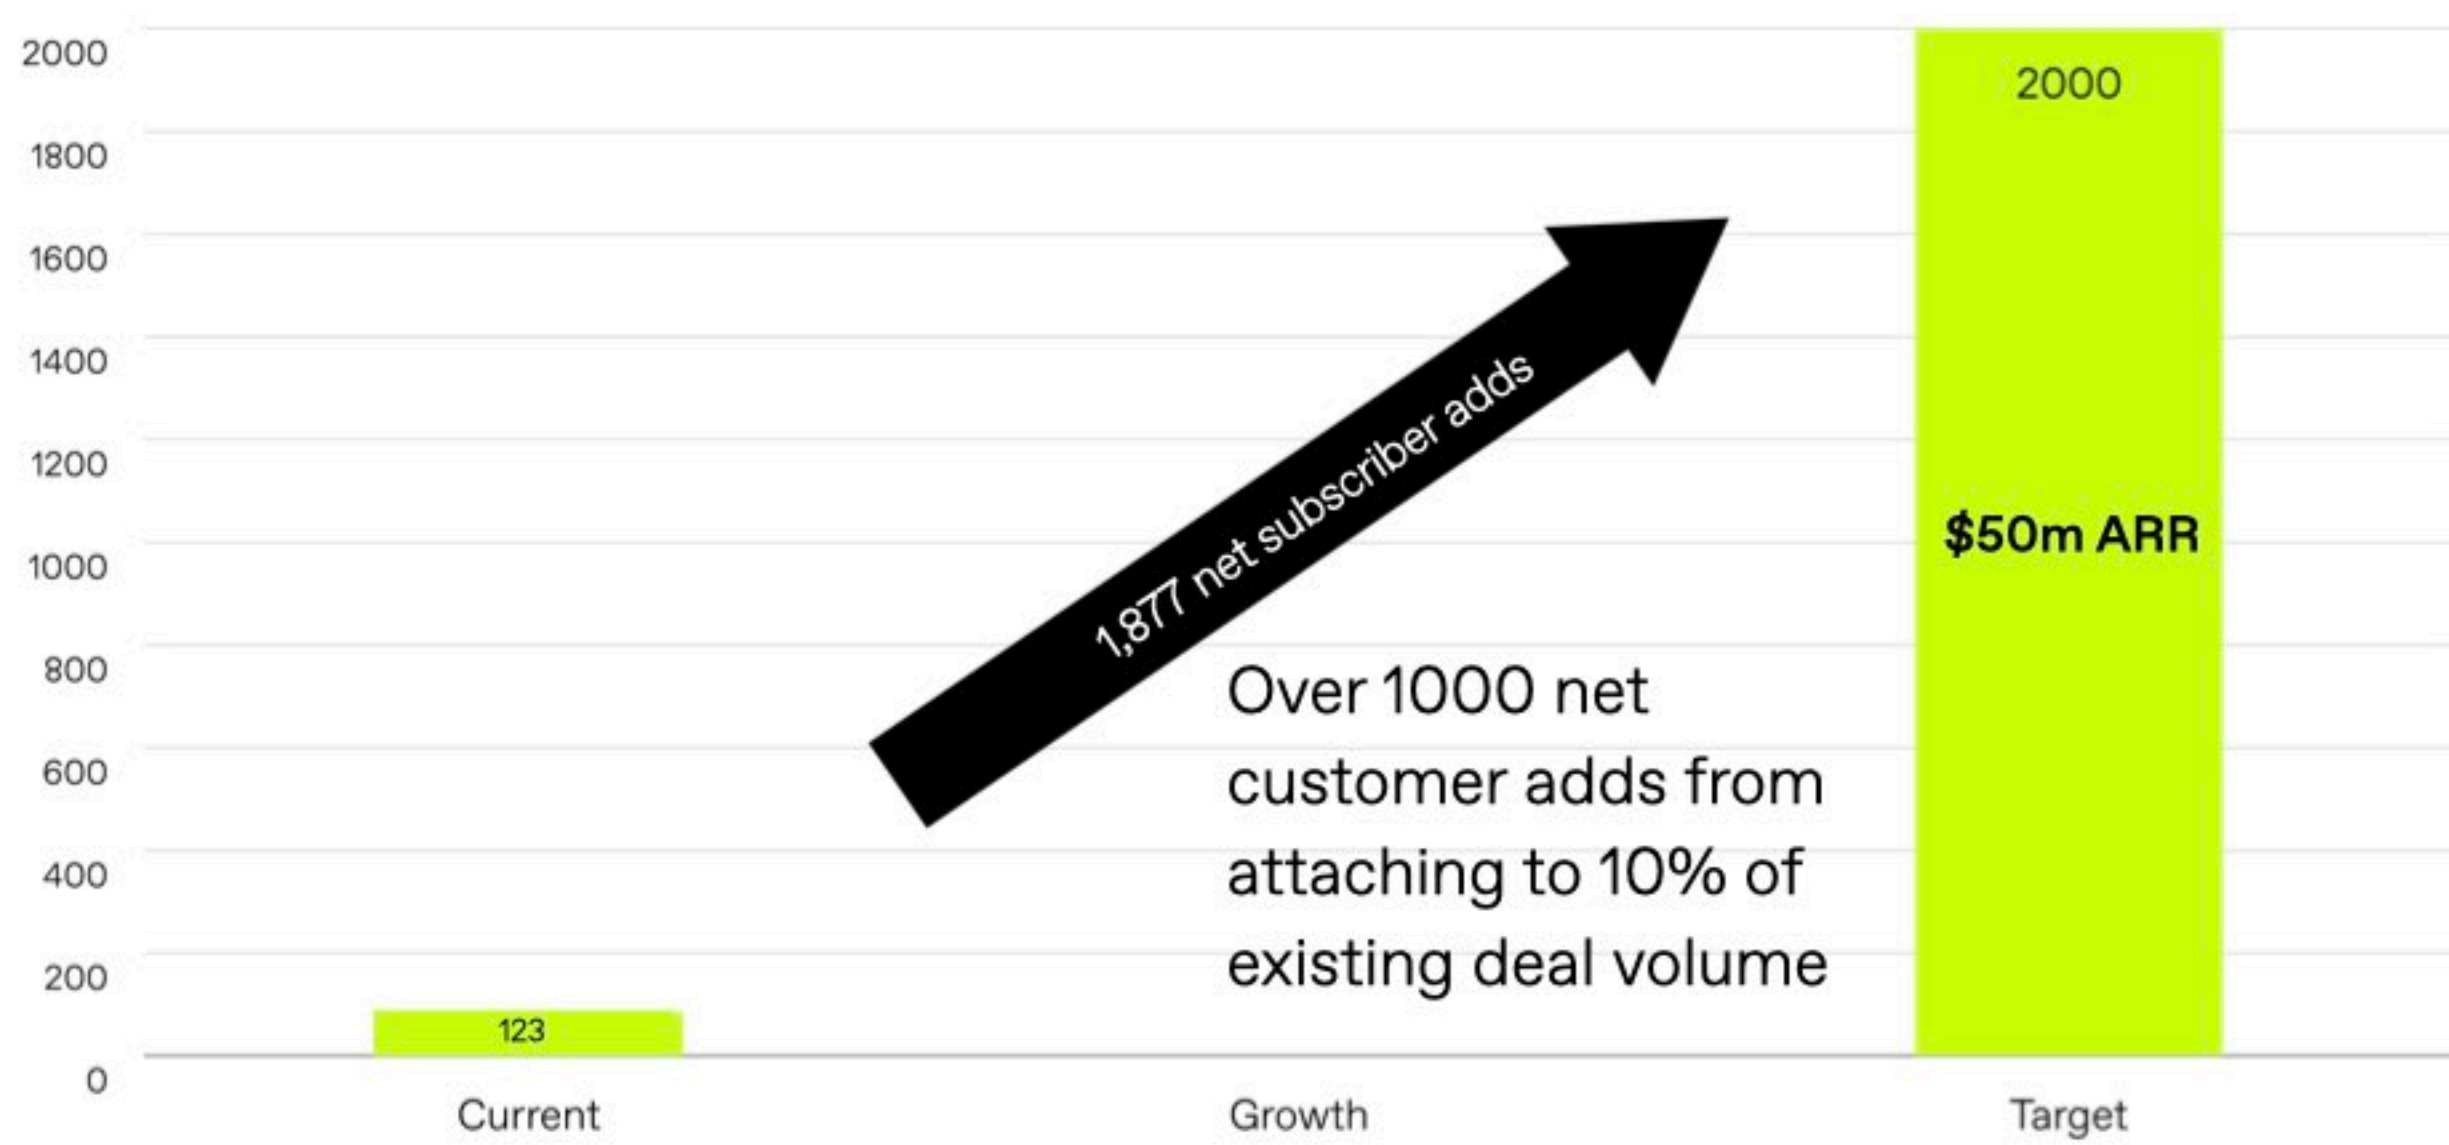 2000
1800
1600
1400
1200
1000
800
600
400
200
0
123
1,877 net subscriber adds
Over 1000 net
customer adds from
attaching to 10% of
existing deal volume
2000
$50m ARR
Current
Growth
Target